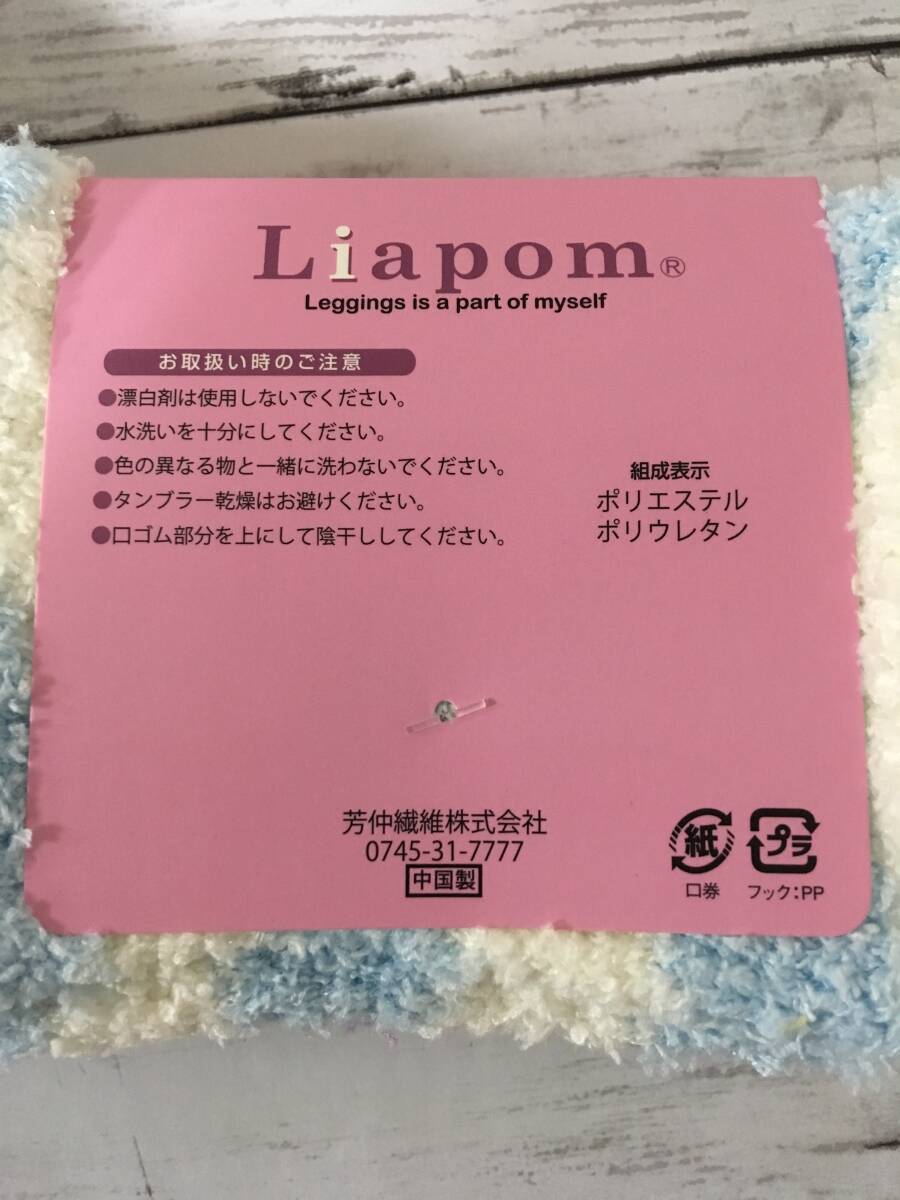 Liapom®
Leggings is a part of myself
お取扱い時のご注意
●漂白剤は使用しないでください。
●水洗いを十分にしてください。
●色の異なる物と一緒に洗わないでください。
●タンブラー乾燥はお避けください。
●口ゴム部分を上にして陰干ししてください。
組成表示
ポリエステル
ポリウレタン
芳仲繊維株式会社
0745-31-7777
中国製
紙
口券
プラ
フック:PP